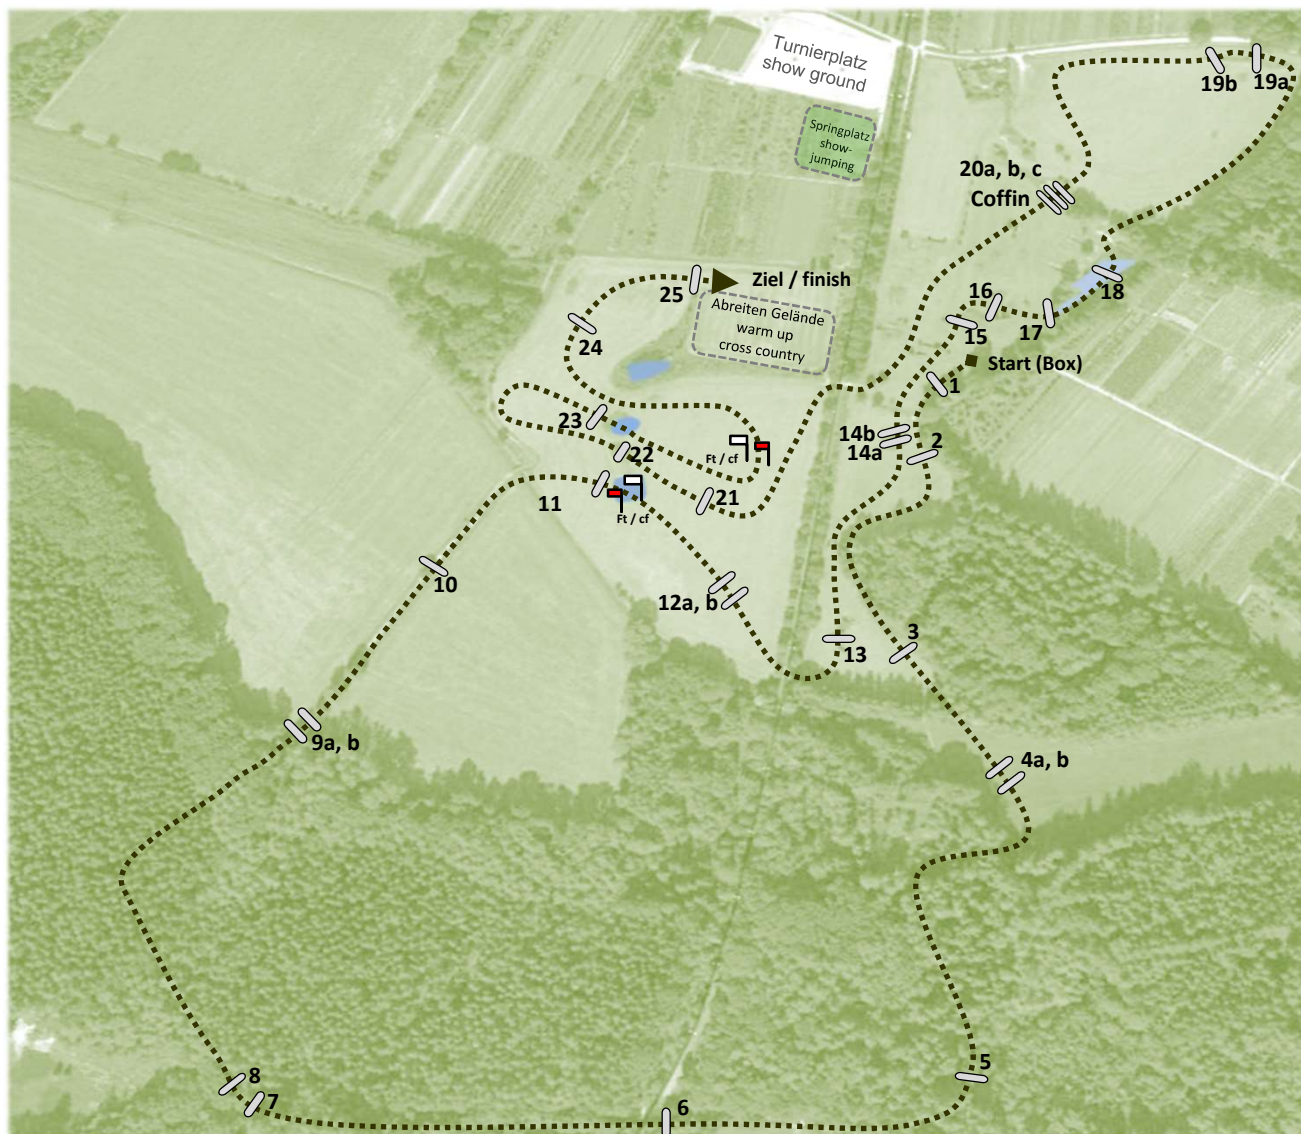 Turnierplatz
show ground
19b
19a
Springplatz
show-
jumping
20a, b, c
Coffin
Ziel / finish
25
16
18
Abreiten Gelände
warm up
cross country
17
15
24
Start (Box)
1
23
14b
2
14a
22
Ft / cf
21
11
Ft / cf
10
12a, b
3
13
9a, b
4a, b
5
8
7
6